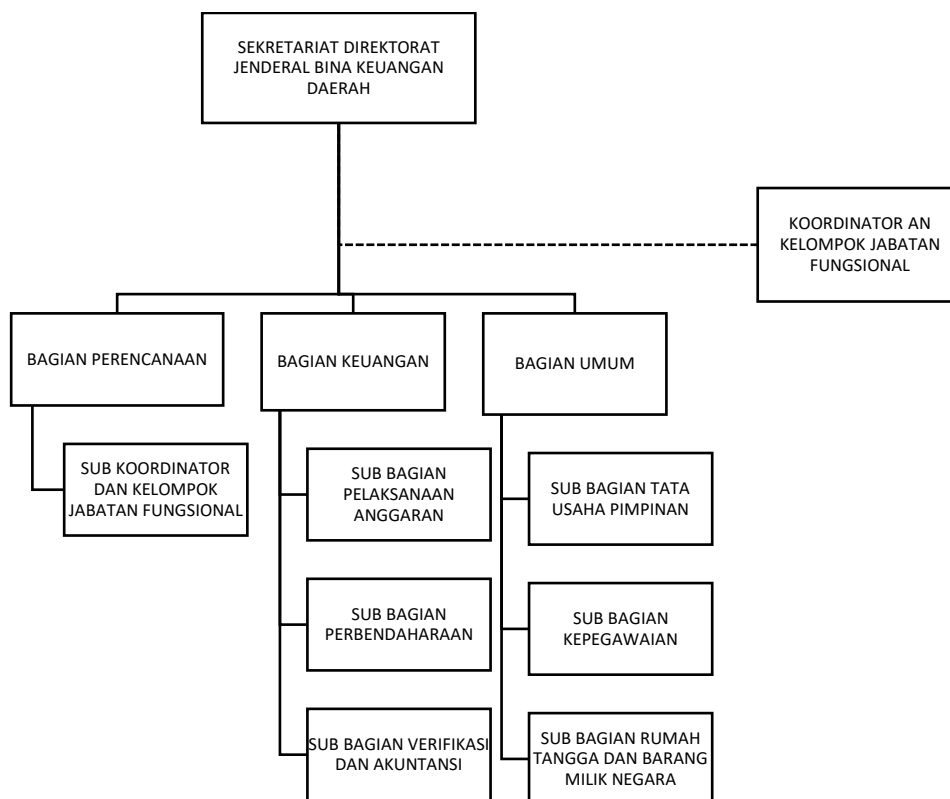 SEKRETARIAT DIREKTORAT
JENDERAL BINA KEUANGAN
DAERAH
KOORDINATOR AN
KELOMPOK JABATAN
FUNGSIONAL
BAGIAN PERENCANAAN
BAGIAN KEUANGAN
BAGIAN UMUM
SUB KOORDINATOR
DAN KELOMPOK
JABATAN FUNGSIONAL
SUB BAGIAN
PELAKSANAAN
ANGGARAN
SUB BAGIAN TATA
USAHA PIMPINAN
SUB BAGIAN
PERBENDAHARAAN
SUB BAGIAN
KEPEGAWAIAN
SUB BAGIAN VERIFIKASI
DAN AKUNTANSI
SUB BAGIAN RUMAH
TANGGA DAN BARANG
MILIK NEGARA